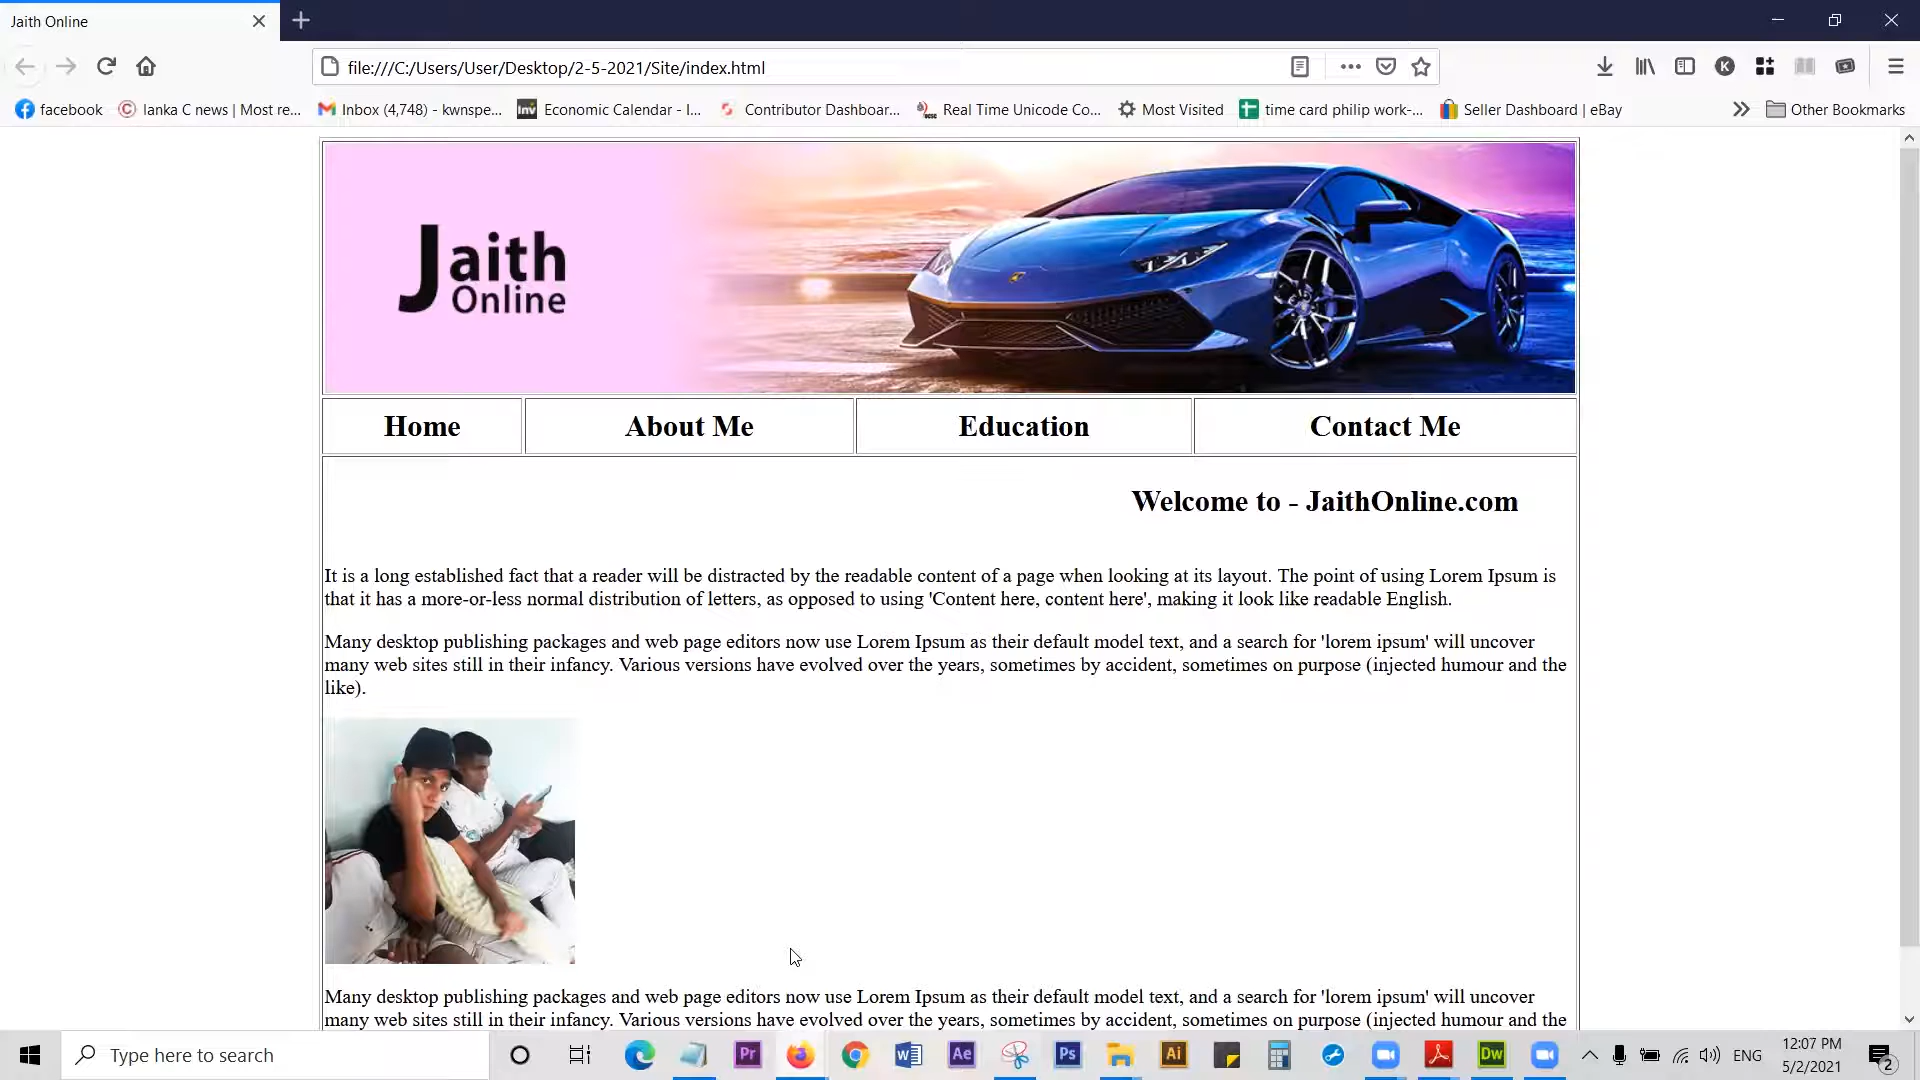 Jaith Online
file:///C:/Users/User/Desktop/2-5-2021/Site/index.html
facebook
lanka C news | Most re...
Inbox (4,748) - kwnspe...
Inv
Economic Calendar - I...
Contributor Dashboar...
Real Time Unicode Co...
Most Visited
time card philip work-...
Seller Dashboard | eBay
Other Bookmarks
Jaith
Online
Home
About Me
Education
Contact Me
Welcome to - JaithOnline.com
It is a long established fact that a reader will be distracted by the readable content of a page when looking at its layout. The point of using Lorem Ipsum is
that it has a more-or-less normal distribution of letters, as opposed to using 'Content here, content here', making it look like readable English.
Many desktop publishing packages and web page editors now use Lorem Ipsum as their default model text, and a search for 'lorem ipsum' will uncover
many web sites still in their infancy. Various versions have evolved over the years, sometimes by accident, sometimes on purpose (injected humour and the
like).
Many desktop publishing packages and web page editors now use Lorem Ipsum as their default model text, and a search for 'lorem ipsum' will uncover
many web sites still in their infancy. Various versions have evolved over the years, sometimes by accident, sometimes on purpose (injected humour and the
Type here to search
Pr
Ae
Ps
Ai
Dw
ENG
12:07 PM
5/2/2021
2